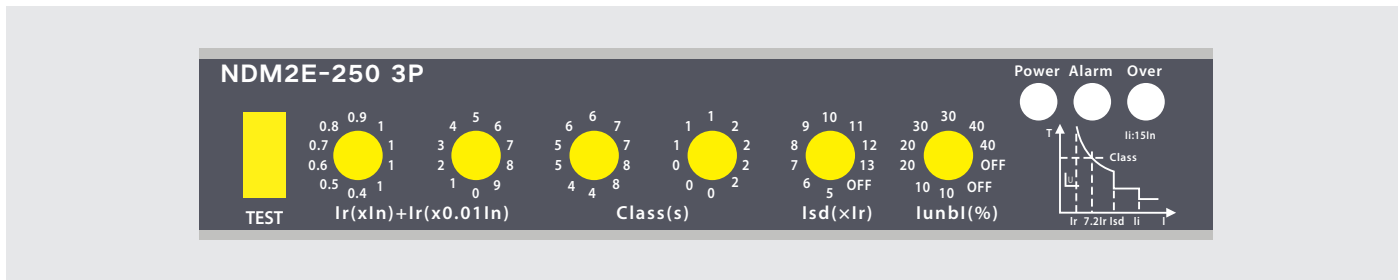 NDM2E-250 3P
Power Alarm Over
Ii:15In
T
Class
Ir 7.2Ir Isd Ii I
TEST
0.4 0.5 0.6 0.7 0.8 0.9 1 1 1 1
0 1 2 3 4 5 6 7 8 9
Ir(xIn)+Ir(x0.01In)
4 4 5 5 6 6 7 7 8 8
0 0 0 1 1 1 2 2 2 2
Class(s)
5 6 7 8 9 10 11 12 13 OFF
Isd(×Ir)
10 10 20 20 30 30 40 40 OFF OFF
Iunbl(%)